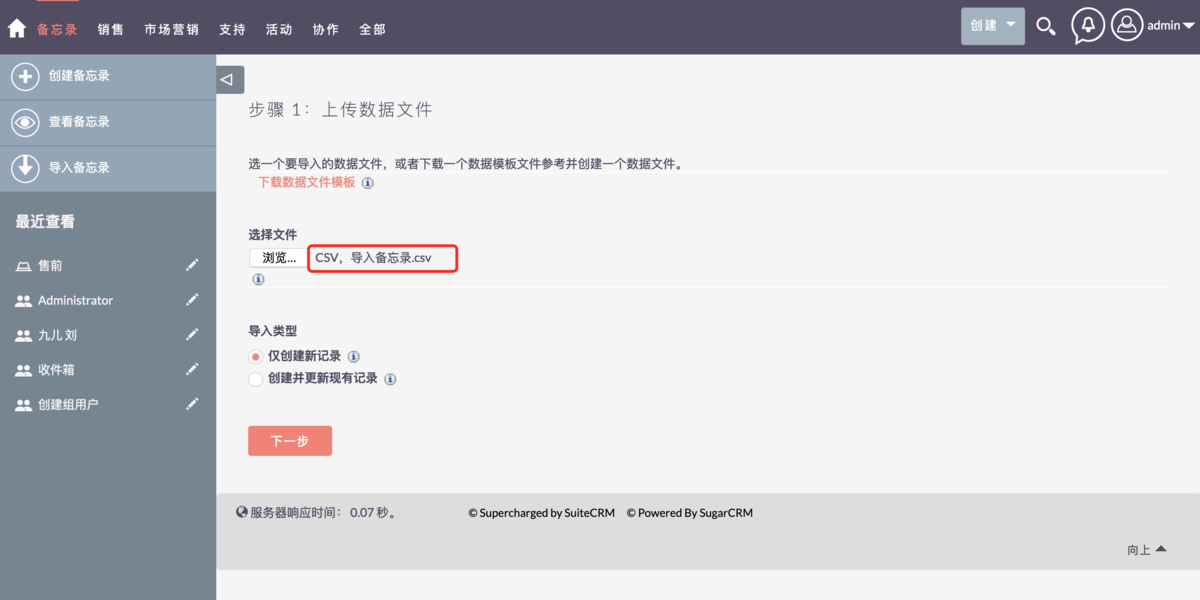 备忘录 销售 市场营销 支持 活动 协作 全部 创建 admin
创建备忘录
查看备忘录
导入备忘录
最近查看
售前
Administrator
九儿 刘
收件箱
创建组用户
步骤 1：上传数据文件
选一个要导入的数据文件，或者下载一个数据模板文件参考并创建一个数据文件。
下载数据文件模板
选择文件
浏览... CSV，导入备忘录.csv
导入类型
仅创建新记录
创建并更新现有记录
下一步
服务器响应时间： 0.07 秒。 © Supercharged by SuiteCRM © Powered By SugarCRM
向上